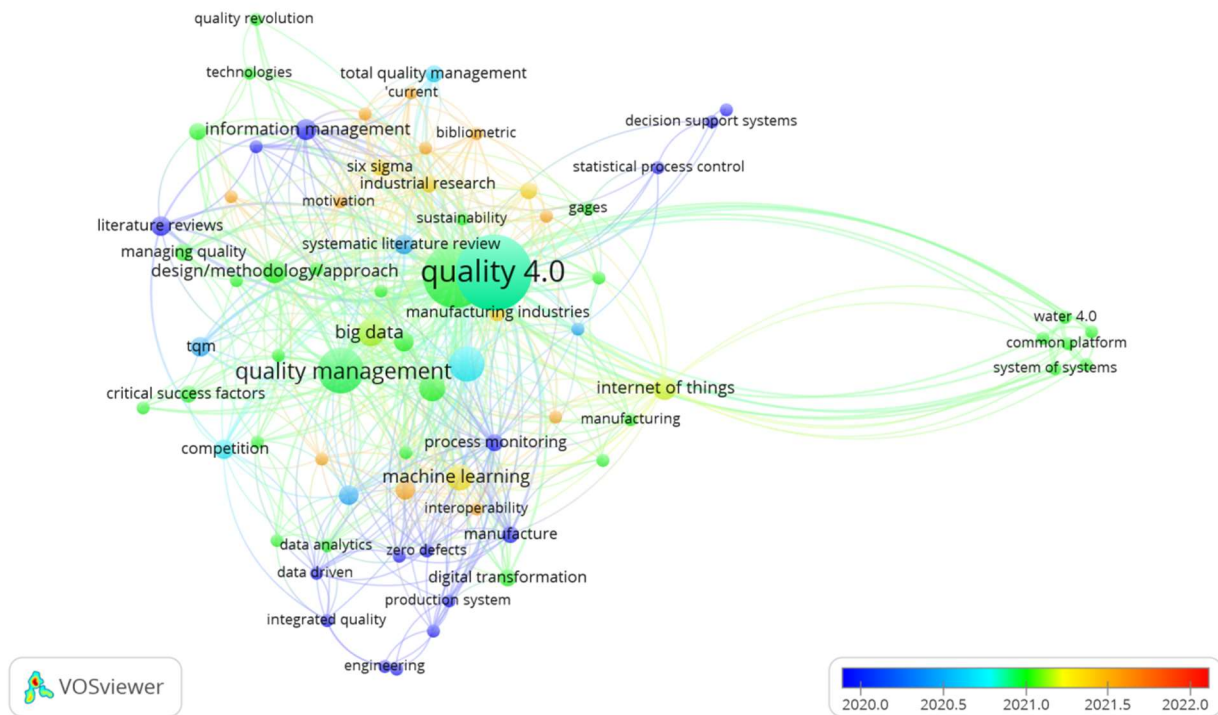 quality revolution
technologies
total quality management
'current
information management
bibliometric
decision support systems
six sigma
statistical process control
industrial research
motivation
gages
sustainability
literature reviews
systematic literature review
managing quality
design/methodology/approach
quality 4.0
manufacturing industries
water 4.0
big data
common platform
tqm
quality management
system of systems
internet of things
critical success factors
manufacturing
competition
process monitoring
machine learning
interoperability
manufacture
data analytics
zero defects
data driven
digital transformation
production system
integrated quality
engineering
VOSviewer
2020.0 2020.5 2021.0 2021.5 2022.0